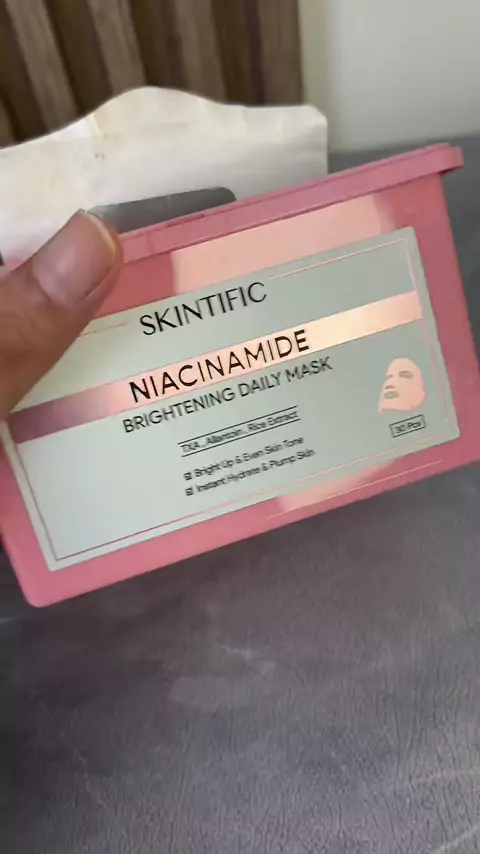 SKINTIFIC
NIACINAMIDE
BRIGHTENING DAILY MASK
TXA , Allantoin , Rice Extract
Bright Up & Even Skin Tone
Instant Hydrate & Plump Skin
30 Pcs